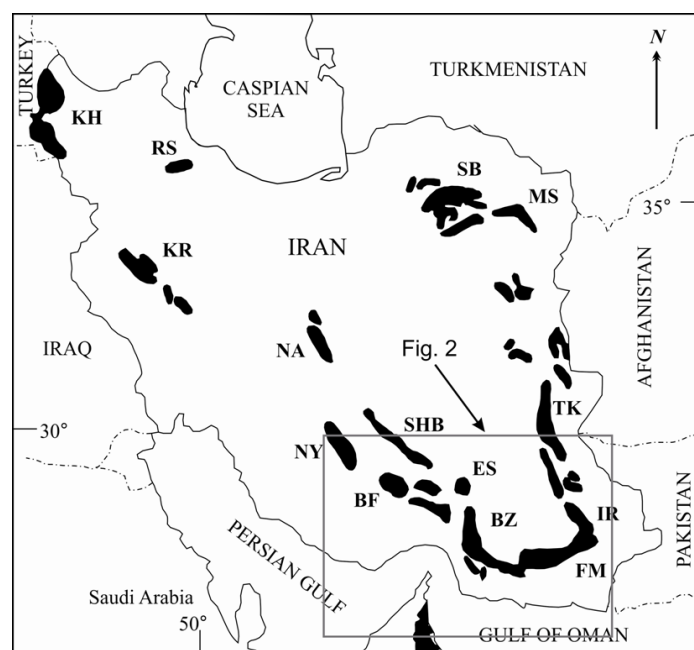 N
TURKEY
CASPIAN
SEA
TURKMENISTAN
KH
RS
SB
MS
35°
IRAN
KR
AFGHANISTAN
IRAQ
NA
Fig. 2
TK
30°
SHB
NY
ES
BF
BZ
IR
PAKISTAN
PERSIAN GULF
FM
Saudi Arabia
50°
GULF OF OMAN